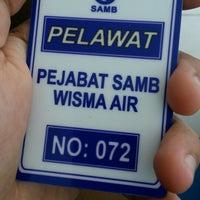 SAMB
PELAWAT
PEJABAT SAMB
WISMA AIR
NO: 072